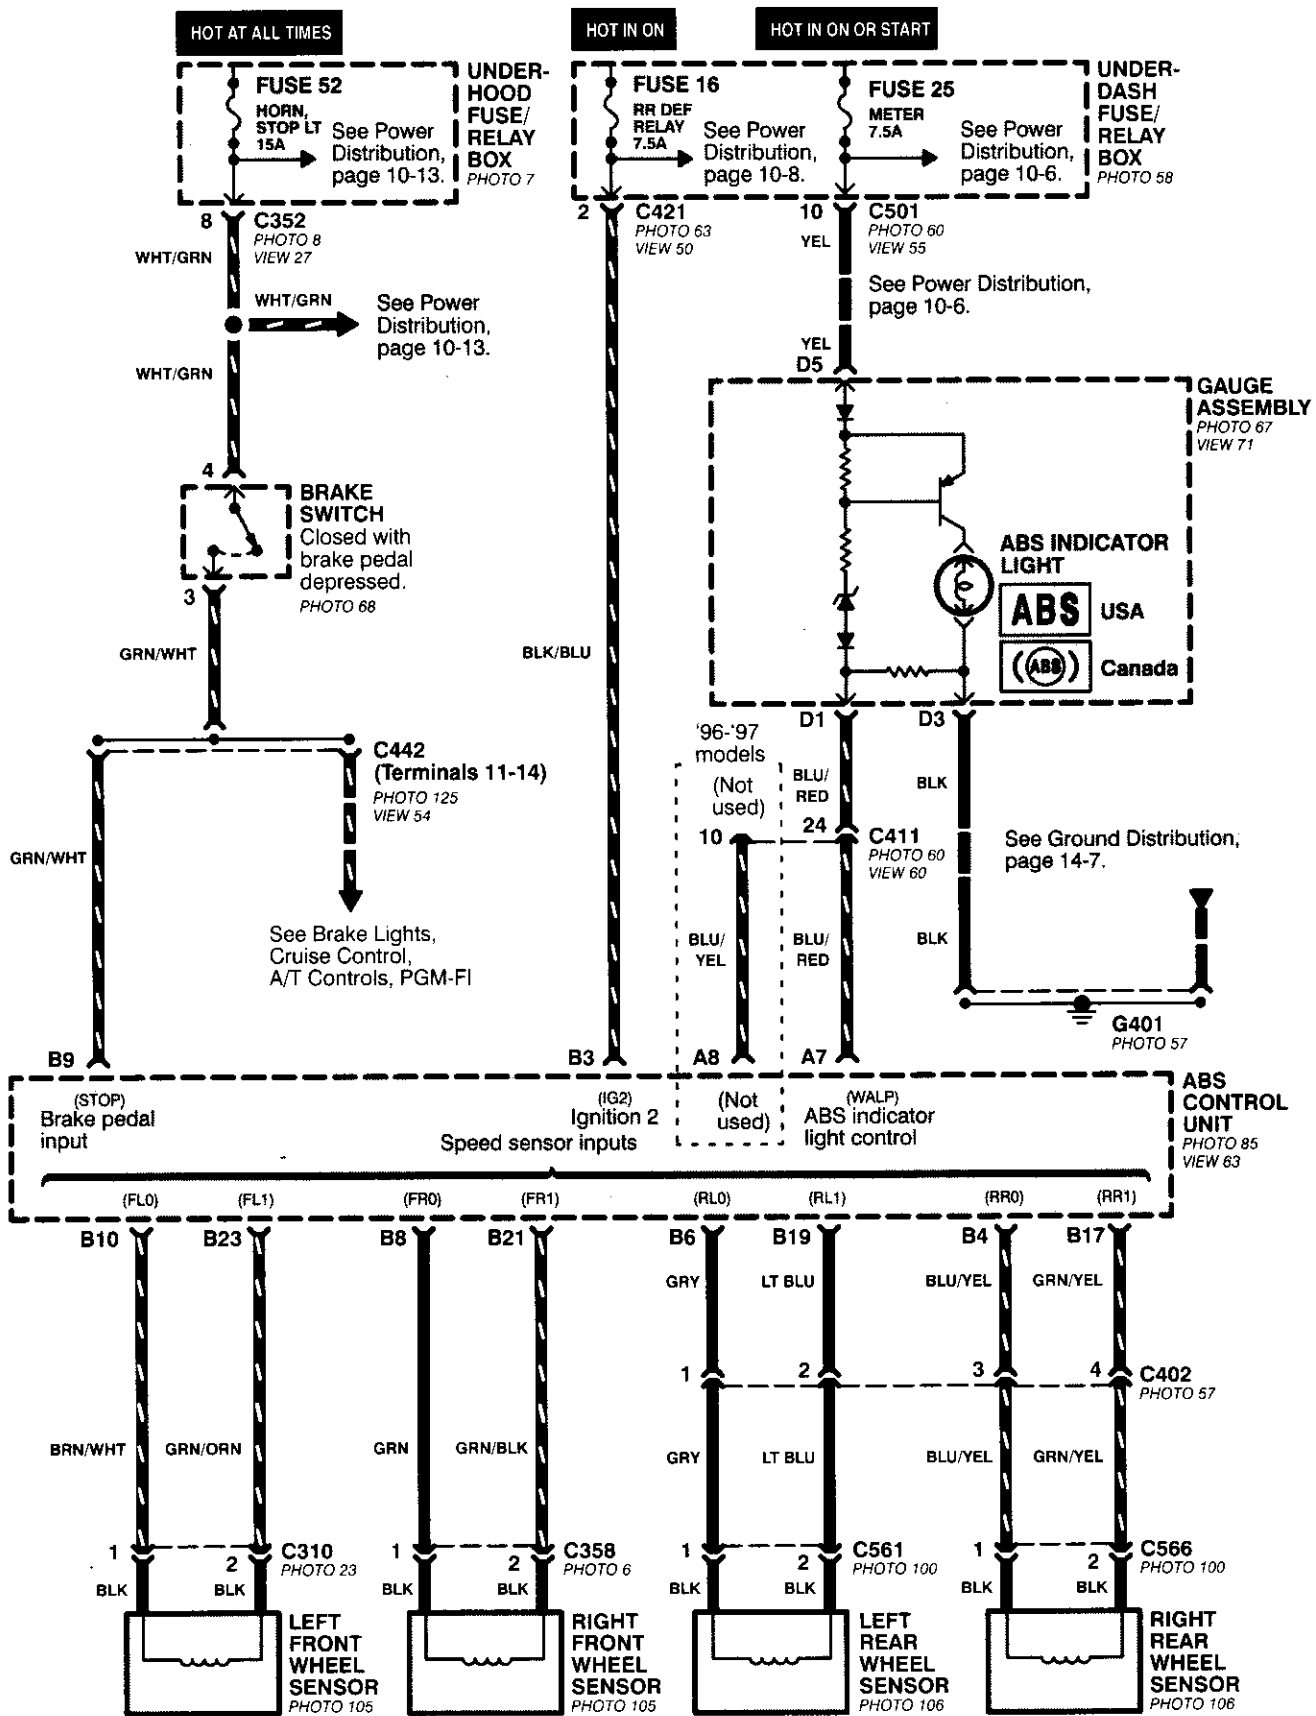 HOT AT ALL TIMES
HOT IN ON
HOT IN ON OR START
FUSE 52
HORN,
STOP LT
15A
See Power
Distribution,
page 10-13.
UNDER-
HOOD
FUSE/
RELAY
BOX
PHOTO 7
FUSE 16
RR DEF
RELAY
7.5A
See Power
Distribution,
page 10-8.
FUSE 25
METER
7.5A
See Power
Distribution,
page 10-6.
UNDER-
DASH
FUSE/
RELAY
BOX
PHOTO 58
8
C352
PHOTO 8
VIEW 27
WHT/GRN
2
C421
PHOTO 63
VIEW 50
10
C501
PHOTO 60
VIEW 55
YEL
WHT/GRN
See Power
Distribution,
page 10-13.
See Power Distribution,
page 10-6.
WHT/GRN
YEL
D5
GAUGE
ASSEMBLY
PHOTO 67
VIEW 71
4
BRAKE
SWITCH
Closed with
brake pedal
depressed.
PHOTO 68
3
ABS INDICATOR
LIGHT
ABS
USA
(ABS)
Canada
GRN/WHT
BLK/BLU
D1
D3
C442
(Terminals 11-14)
PHOTO 125
VIEW 54
'96-'97
models
(Not
used)
BLU/
RED
BLK
10
24
C411
PHOTO 60
VIEW 60
See Ground Distribution,
page 14-7.
GRN/WHT
See Brake Lights,
Cruise Control,
A/T Controls, PGM-FI
BLU/
YEL
BLU/
RED
BLK
G401
PHOTO 57
B9
B3
A8
A7
(STOP)
Brake pedal
input
(IG2)
Ignition 2
(Not
used)
(WALP)
ABS indicator
light control
ABS
CONTROL
UNIT
PHOTO 85
VIEW 63
Speed sensor inputs
(FL0)
(FL1)
(FR0)
(FR1)
(RL0)
(RL1)
(RR0)
(RR1)
B10
B23
B8
B21
B6
B19
B4
B17
GRY
LT BLU
BLU/YEL
GRN/YEL
1
2
3
4
C402
PHOTO 57
BRN/WHT
GRN/ORN
GRN
GRN/BLK
GRY
LT BLU
BLU/YEL
GRN/YEL
1
2
C310
PHOTO 23
1
2
C358
PHOTO 6
1
2
C561
PHOTO 100
1
2
C566
PHOTO 100
BLK
BLK
BLK
BLK
BLK
BLK
BLK
BLK
LEFT
FRONT
WHEEL
SENSOR
PHOTO 105
RIGHT
FRONT
WHEEL
SENSOR
PHOTO 105
LEFT
REAR
WHEEL
SENSOR
PHOTO 106
RIGHT
REAR
WHEEL
SENSOR
PHOTO 106